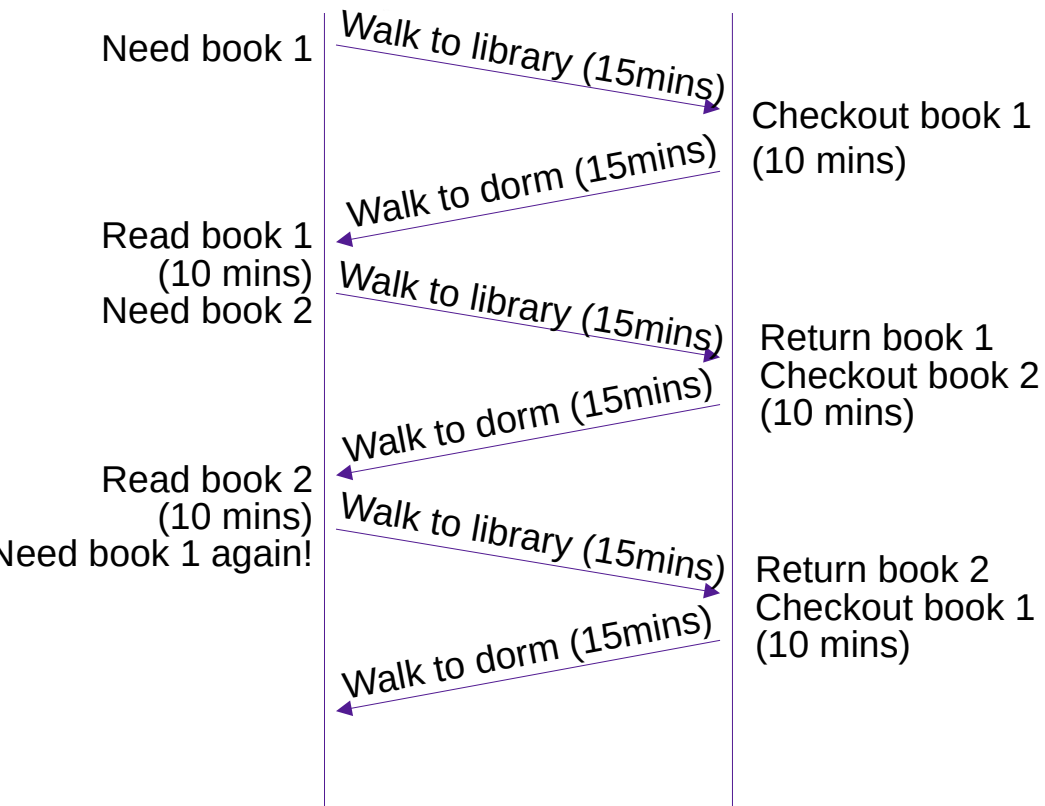 Need book 1
Walk to library (15mins)
Checkout book 1
(10 mins)
Walk to dorm (15mins)
Read book 1
(10 mins)
Need book 2
Walk to library (15mins)
Return book 1
Checkout book 2
(10 mins)
Walk to dorm (15mins)
Read book 2
(10 mins)
Need book 1 again!
Walk to library (15mins)
Return book 2
Checkout book 1
(10 mins)
Walk to dorm (15mins)